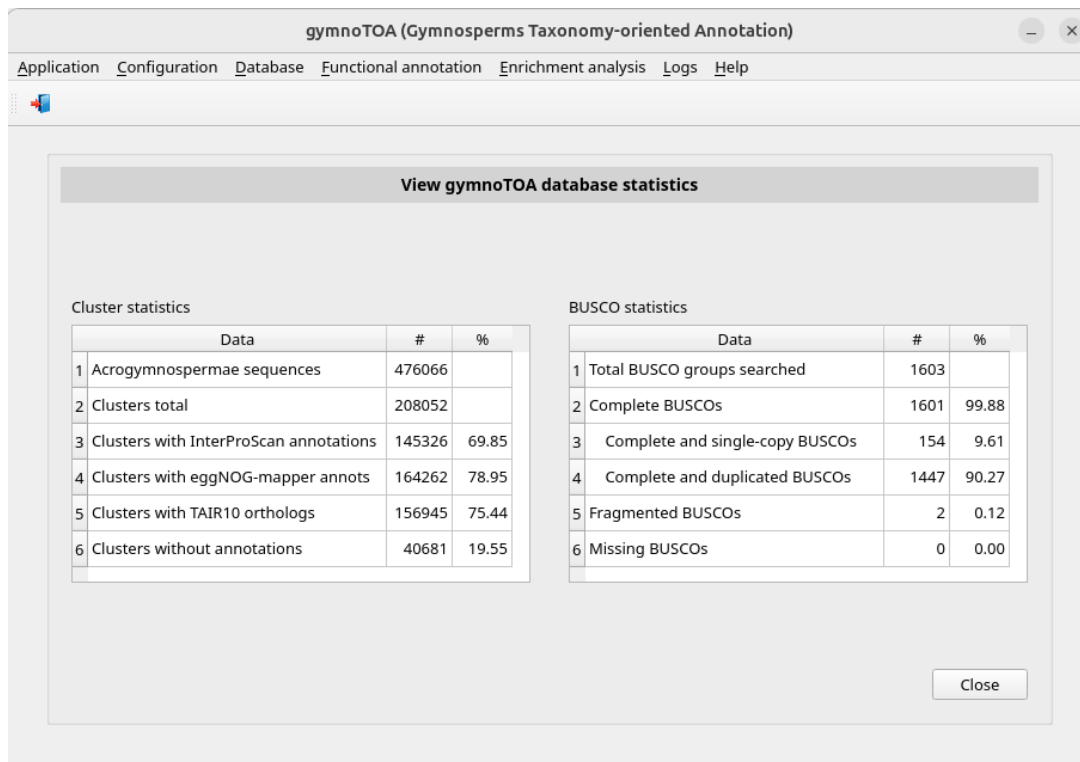 gymnoTOA (Gymnosperms Taxonomy-oriented Annotation)
Application Configuration Database Functional annotation Enrichment analysis Logs Help
View gymnoTOA database statistics
Cluster statistics
Data # %
1 Acrogymnospermae sequences 476066
2 Clusters total 208052
3 Clusters with InterProScan annotations 145326 69.85
4 Clusters with eggNOG-mapper annots 164262 78.95
5 Clusters with TAIR10 orthologs 156945 75.44
6 Clusters without annotations 40681 19.55
BUSCO statistics
Data # %
1 Total BUSCO groups searched 1603
2 Complete BUSCOs 1601 99.88
3 Complete and single-copy BUSCOs 154 9.61
4 Complete and duplicated BUSCOs 1447 90.27
5 Fragmented BUSCOs 2 0.12
6 Missing BUSCOs 0 0.00
Close